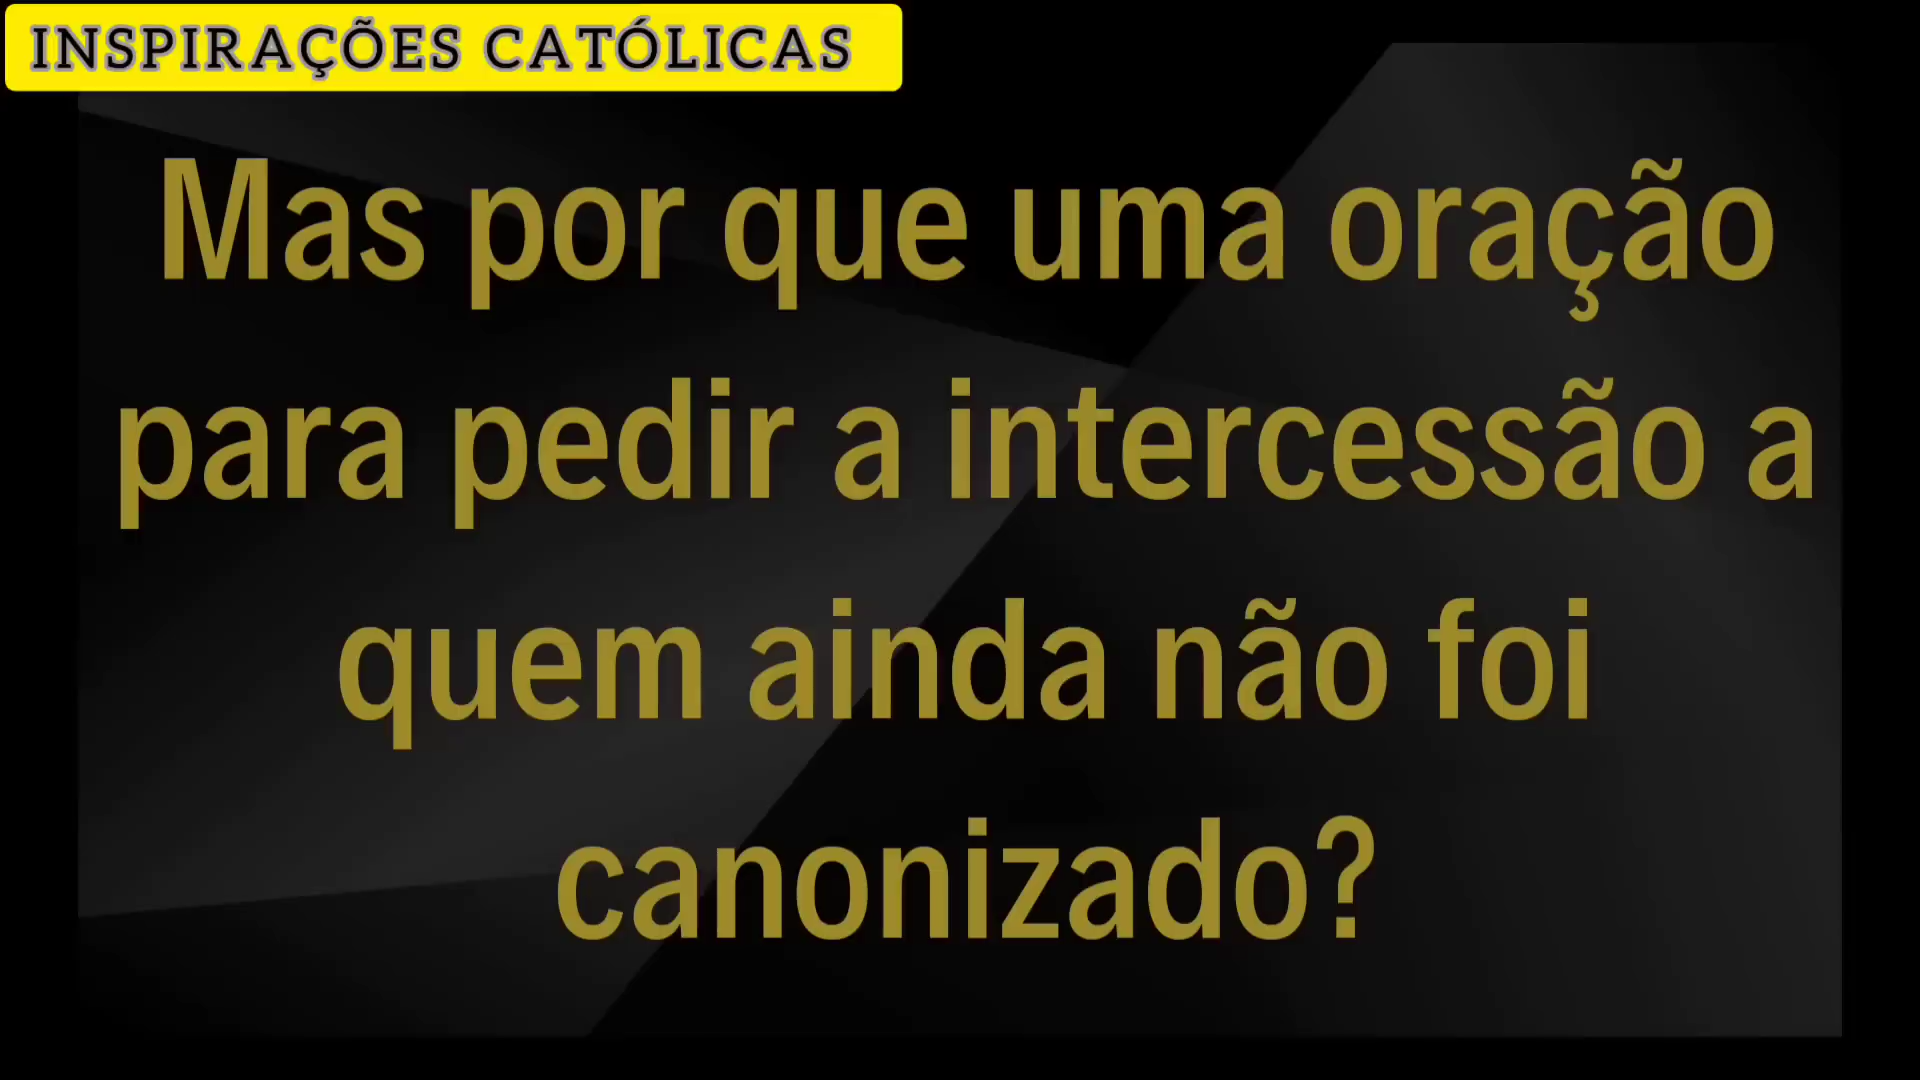 INSPIRAÇÕES CATÓLICAS
Mas por que uma oração
para pedir a intercessão a
quem ainda não foi
canonizado?